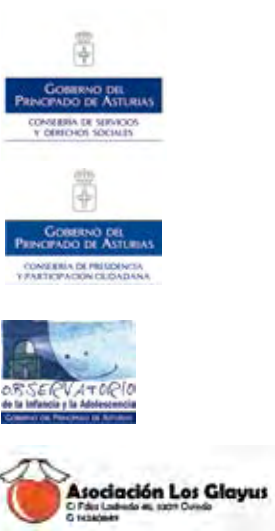 GOBIERNO DEL
PRINCIPADO DE ASTURIAS
CONSEJERÍA DE SERVICIOS
Y DERECHOS SOCIALES
GOBIERNO DEL
PRINCIPADO DE ASTURIAS
CONSEJERÍA DE PRESIDENCIA
Y PARTICIPACIÓN CIUDADANA
OBSERVATORIO
de la Infancia y la Adolescencia
GOBIERNO DEL PRINCIPADO DE ASTURIAS
Asociación Los Glayus
C/ Oviedo